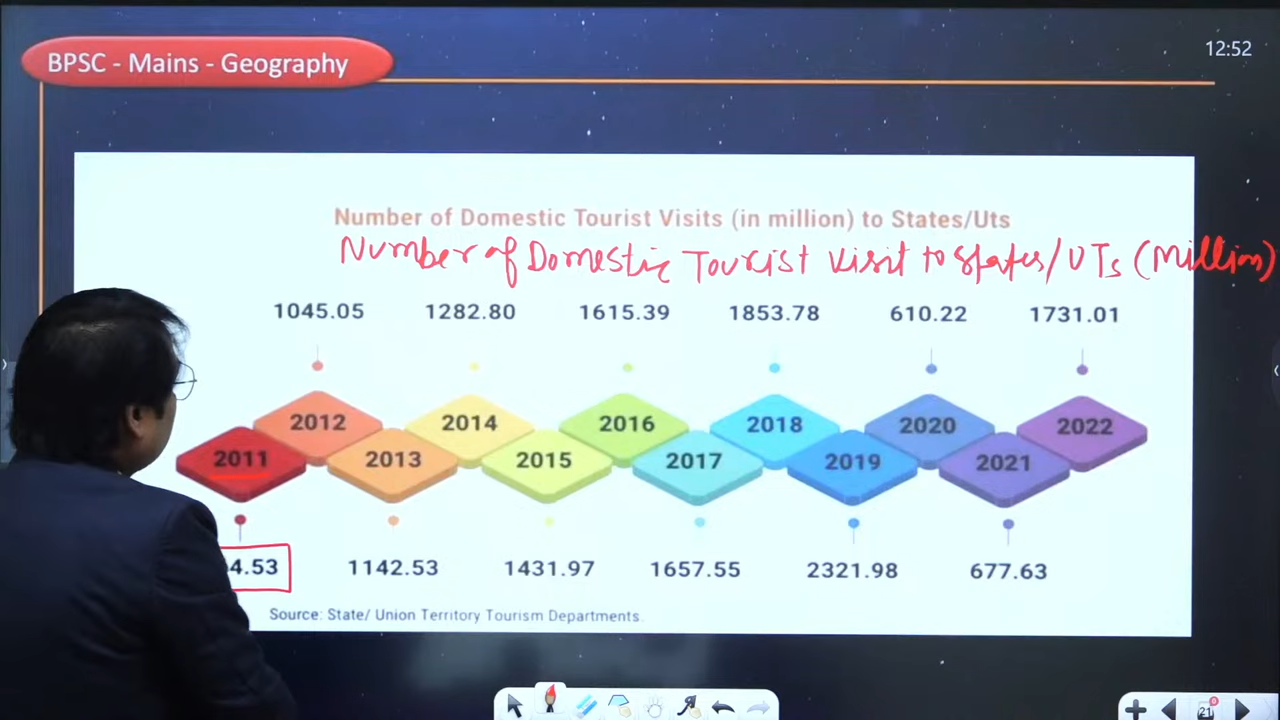 12:52
BPSC - Mains - Geography
Number of Domestic Tourist Visits (in million) to States/Uts
Number of Domestic Tourist Visit to States/UTs (Million)
1045.05 1282.80 1615.39 1853.78 610.22 1731.01
2012 2014 2016 2018 2020 2022
2011 2013 2015 2017 2019 2021
4.53 1142.53 1431.97 1657.55 2321.98 677.63
Source: State/ Union Territory Tourism Departments.
21